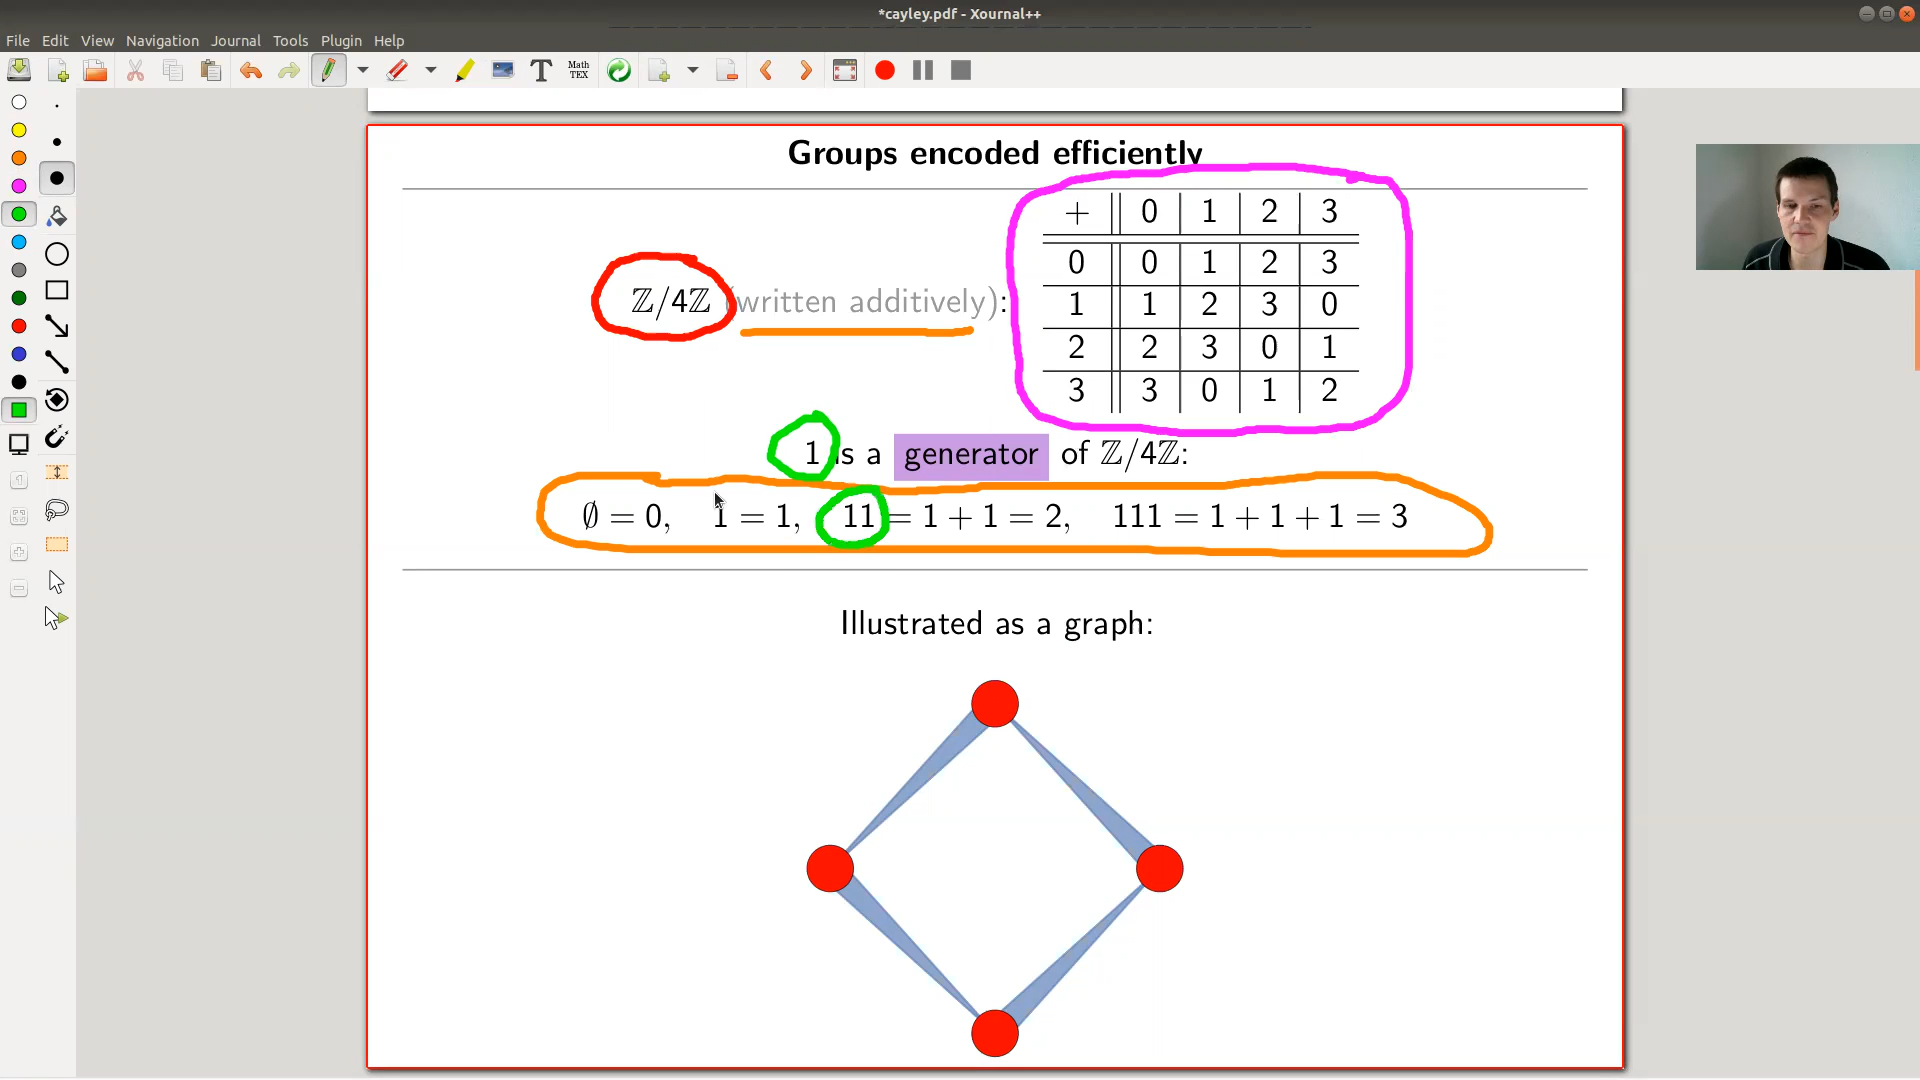 *cayley.pdf - Xournal++
File Edit View Navigation Journal Tools Plugin Help
Math
TEX
Groups encoded efficiently
ℤ/4ℤ (written additively):
+ 0 1 2 3
0 0 1 2 3
1 1 2 3 0
2 2 3 0 1
3 3 0 1 2
1 is a generator of ℤ/4ℤ:
∅ = 0, 1 = 1, 11 = 1 + 1 = 2, 111 = 1 + 1 + 1 = 3
Illustrated as a graph: